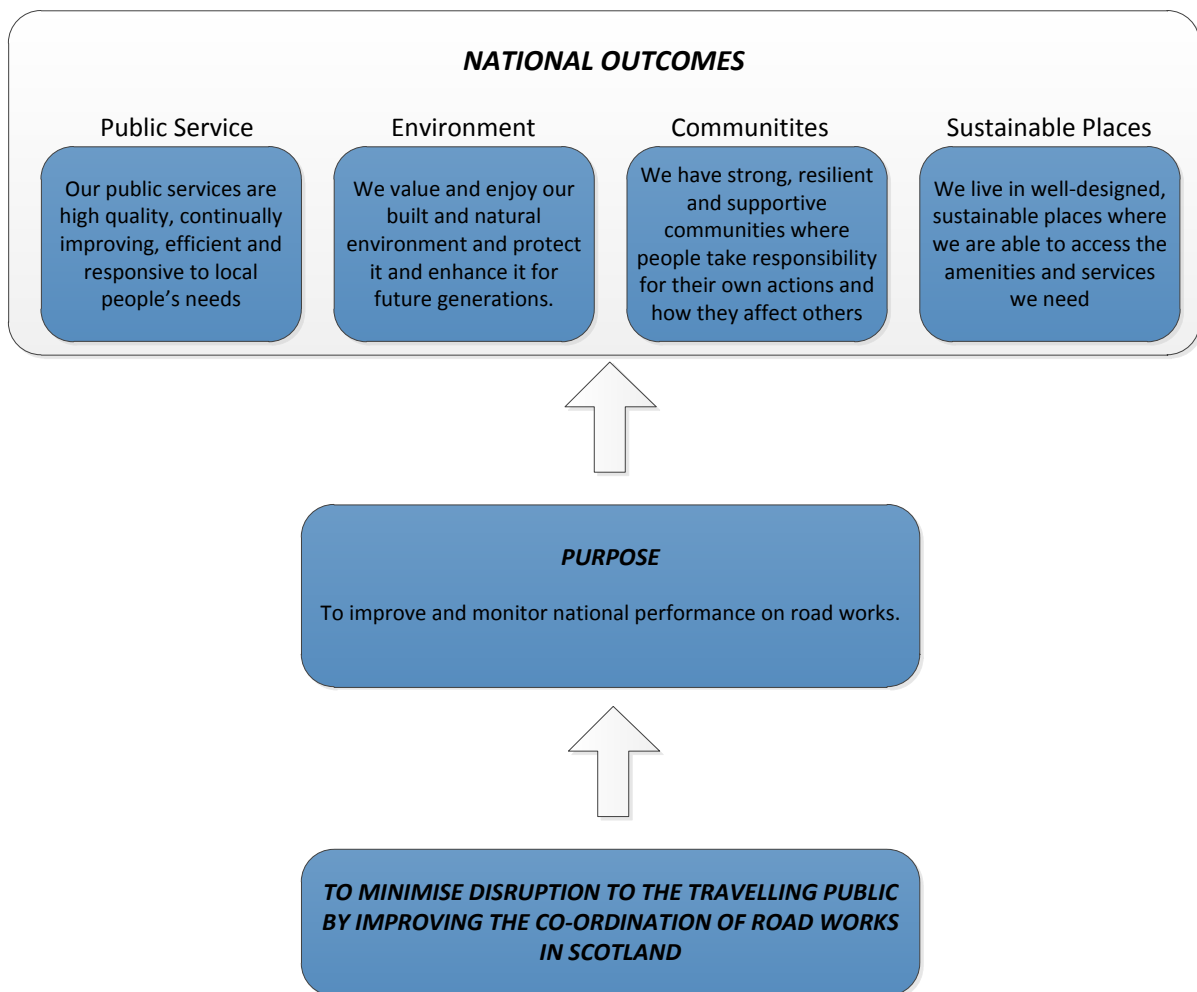 NATIONAL OUTCOMES
Public Service
Our public services are
high quality, continually
improving, efficient and
responsive to local
people's needs
Environment
We value and enjoy our
built and natural
environment and protect
it and enhance it for
future generations.
Communitites
We have strong, resilient
and supportive
communities where
people take responsibility
for their own actions and
how they affect others
Sustainable Places
We live in well-designed,
sustainable places where
we are able to access the
amenities and services
we need
PURPOSE
To improve and monitor national performance on road works.
TO MINIMISE DISRUPTION TO THE TRAVELLING PUBLIC
BY IMPROVING THE CO-ORDINATION OF ROAD WORKS
IN SCOTLAND